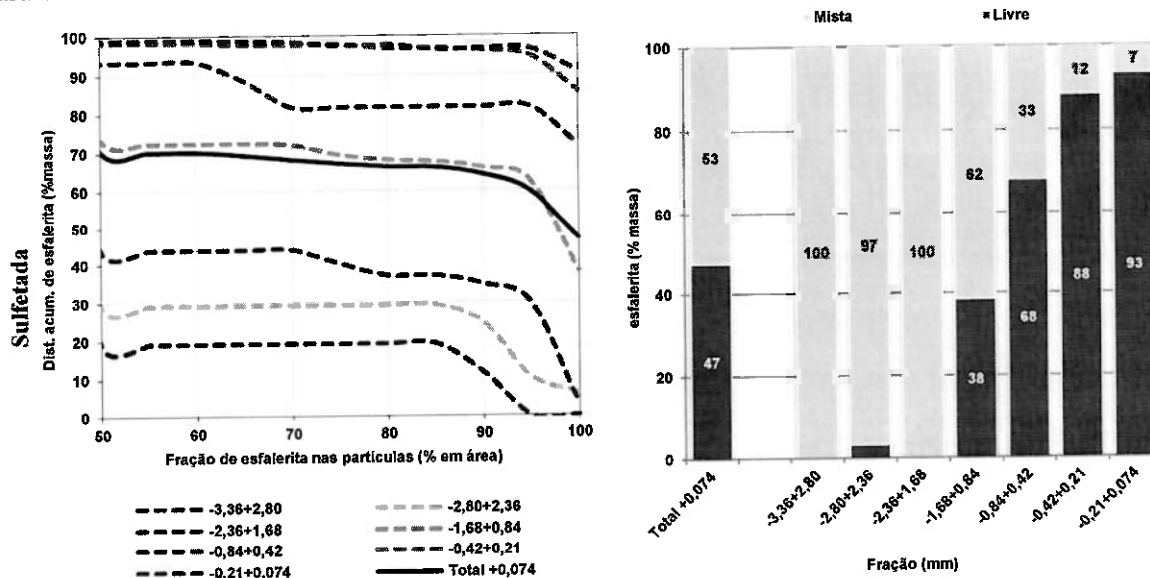 Sulfetada
Dist. acum. de esfalerita (%massa)
100
90
80
70
60
50
40
30
20
10
0
50 60 70 80 90 100
Fração de esfalerita nas partículas (% em área)
-3,36+2,80 -2,80+2,36
-2,36+1,68 -1,68+0,84
-0,84+0,42 -0,42+0,21
-0,21+0,074 Total +0,074
Mista Livre
esfalerita (% massa)
100
80
60
40
20
0
53 100 97 100 62 33 12 7
47 38 68 88 93
Total +0,074 -3,36+2,80 -2,80+2,36 -2,36+1,68 -1,68+0,84 -0,84+0,42 -0,42+0,21 -0,21+0,074
Fração (mm)